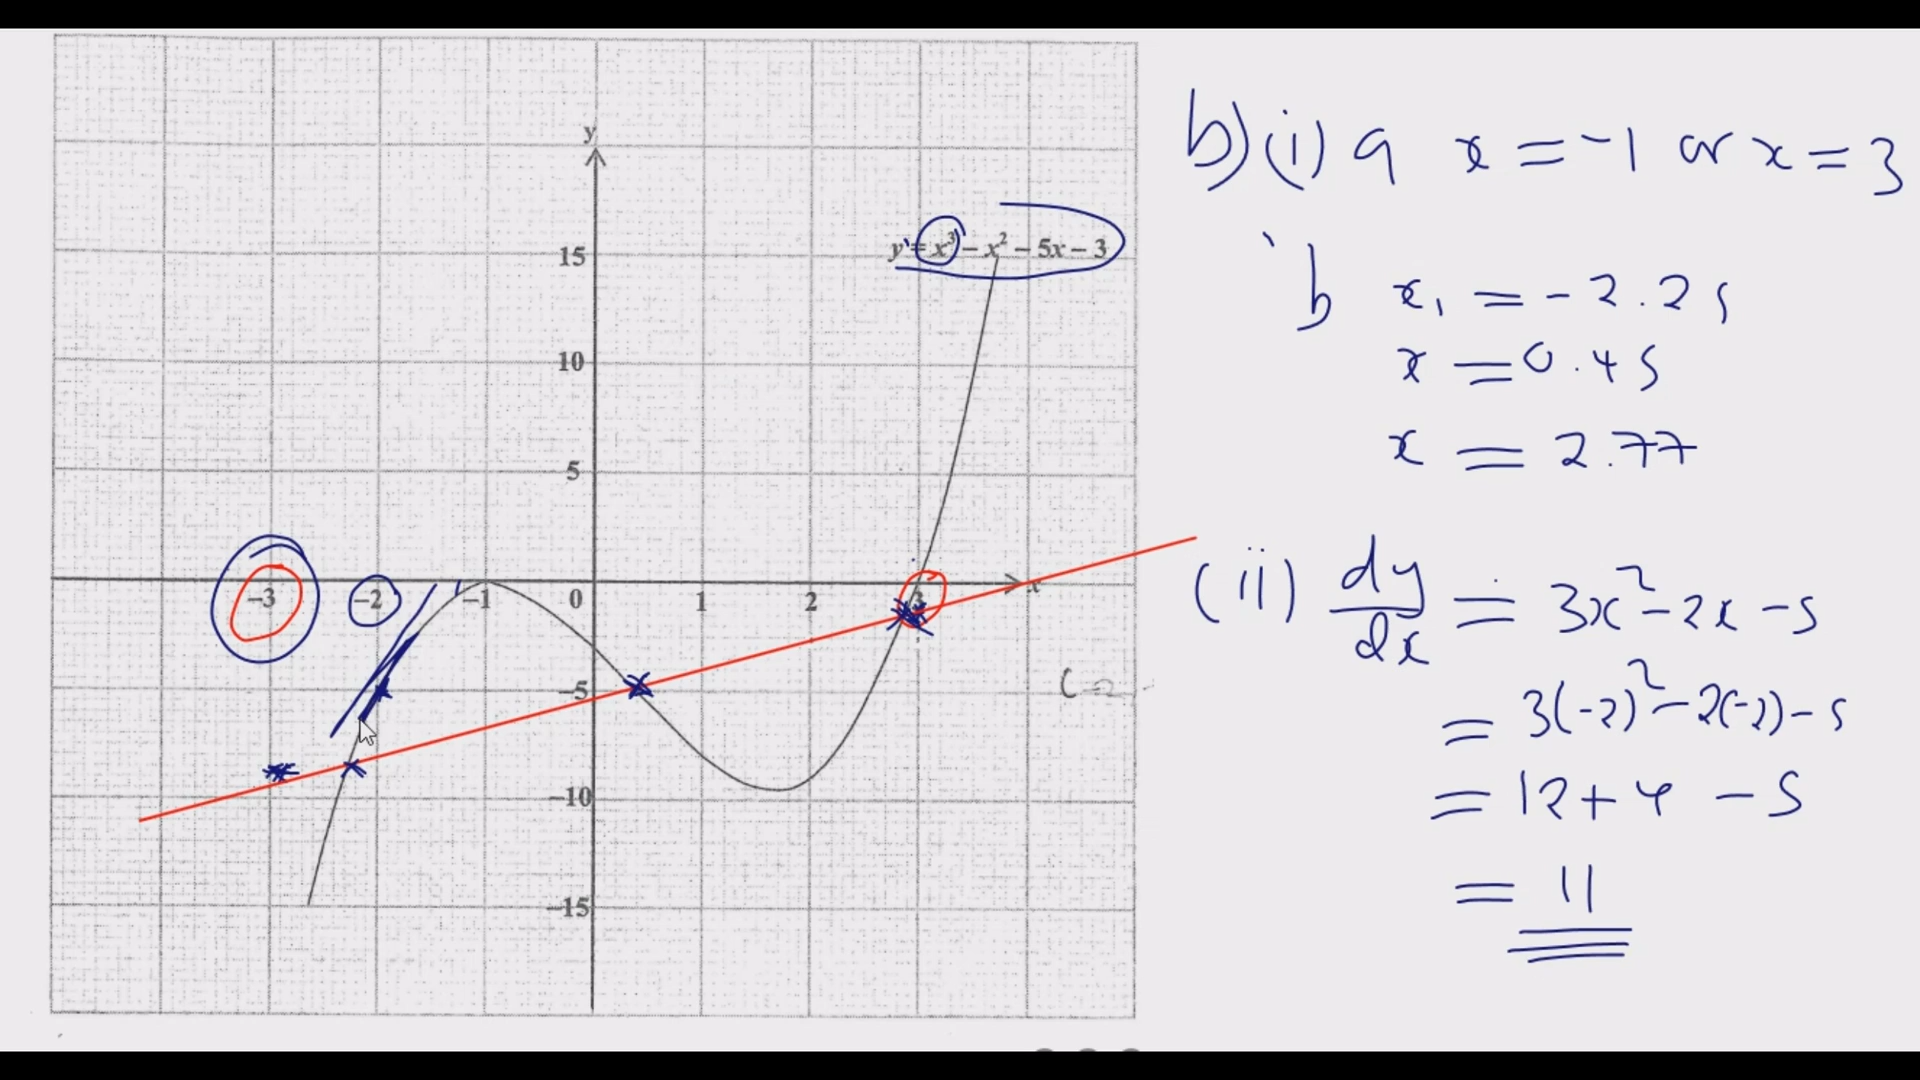 y
15
y = x³ − x² − 5x − 3
10
5
−3 −2 −1 0 1 2 3 x
−5
−10
−15
b)(i) a x = -1 or x = 3
b x₁ = -2.25
x = 0.45
x = 2.77
(ii) dy/dx = 3x² - 2x - 5
= 3(-2)² - 2(-2) - 5
= 12 + 4 - 5
= 11